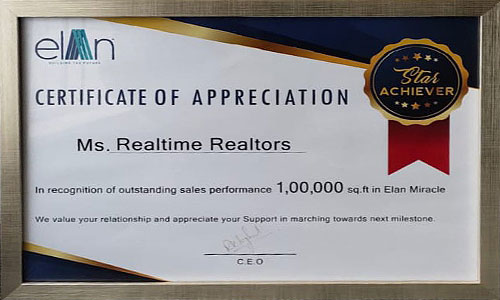 elan™
BUILDING THE FUTURE
Star
ACHIEVER
CERTIFICATE OF APPRECIATION
Ms. Realtime Realtors
In recognition of outstanding sales performance 1,00,000 sq.ft in Elan Miracle
We value your relationship and appreciate your Support in marching towards next milestone.
C.E.O